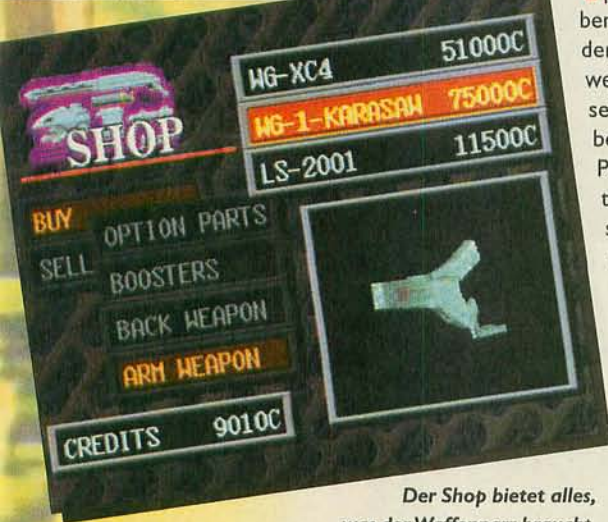 WG-XC4 51000C
WG-1-KARASAW 75000C
LS-2001 11500C
SHOP
BUY
SELL
OPTION PARTS
BOOSTERS
BACK WEAPON
ARM WEAPON
CREDITS 9010C
Der Shop bietet alles,